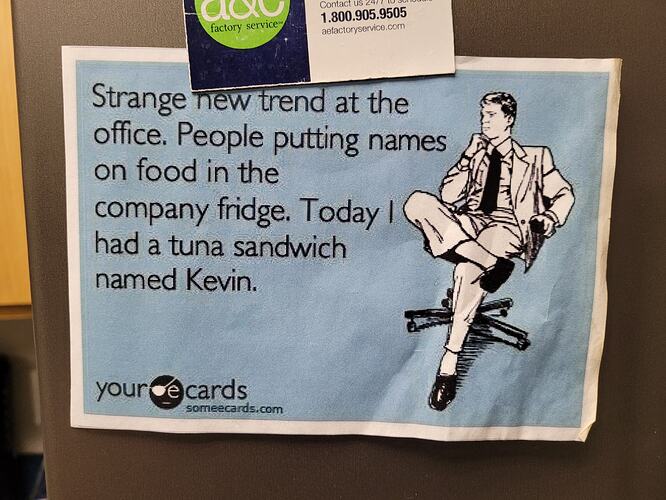 a&e
factory service
Contact us 24/7 to schedule
1.800.905.9505
aefactoryservice.com
Strange new trend at the
office. People putting names
on food in the
company fridge. Today I
had a tuna sandwich
named Kevin.
your e cards
someecards.com